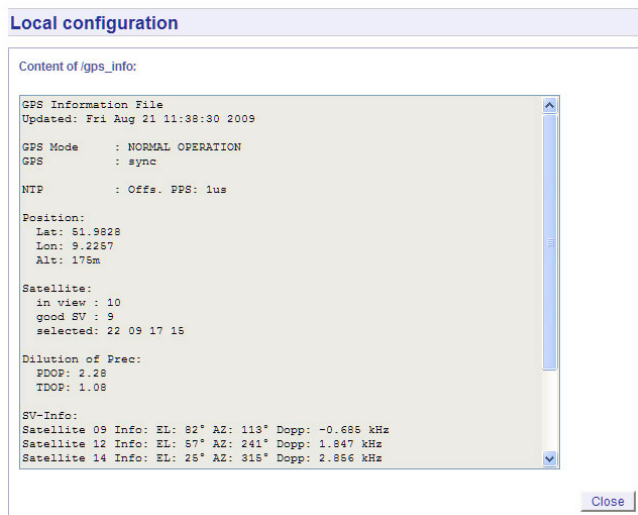 Local configuration
Content of /gps_info:
GPS Information File
Updated: Fri Aug 21 11:38:30 2009
GPS Mode : NORMAL OPERATION
GPS : sync
NTP : Offs. PPS: 1us
Position:
Lat: 51.9828
Lon: 9.2257
Alt: 175m
Satellite:
in view : 10
good SV : 9
selected: 22 09 17 15
Dilution of Prec:
PDOP: 2.28
TDOP: 1.08
SV-Info:
Satellite 09 Info: EL: 82° AZ: 113° Dopp: -0.685 kHz
Satellite 12 Info: EL: 57° AZ: 241° Dopp: 1.847 kHz
Satellite 14 Info: EL: 25° AZ: 315° Dopp: 2.856 kHz
Close